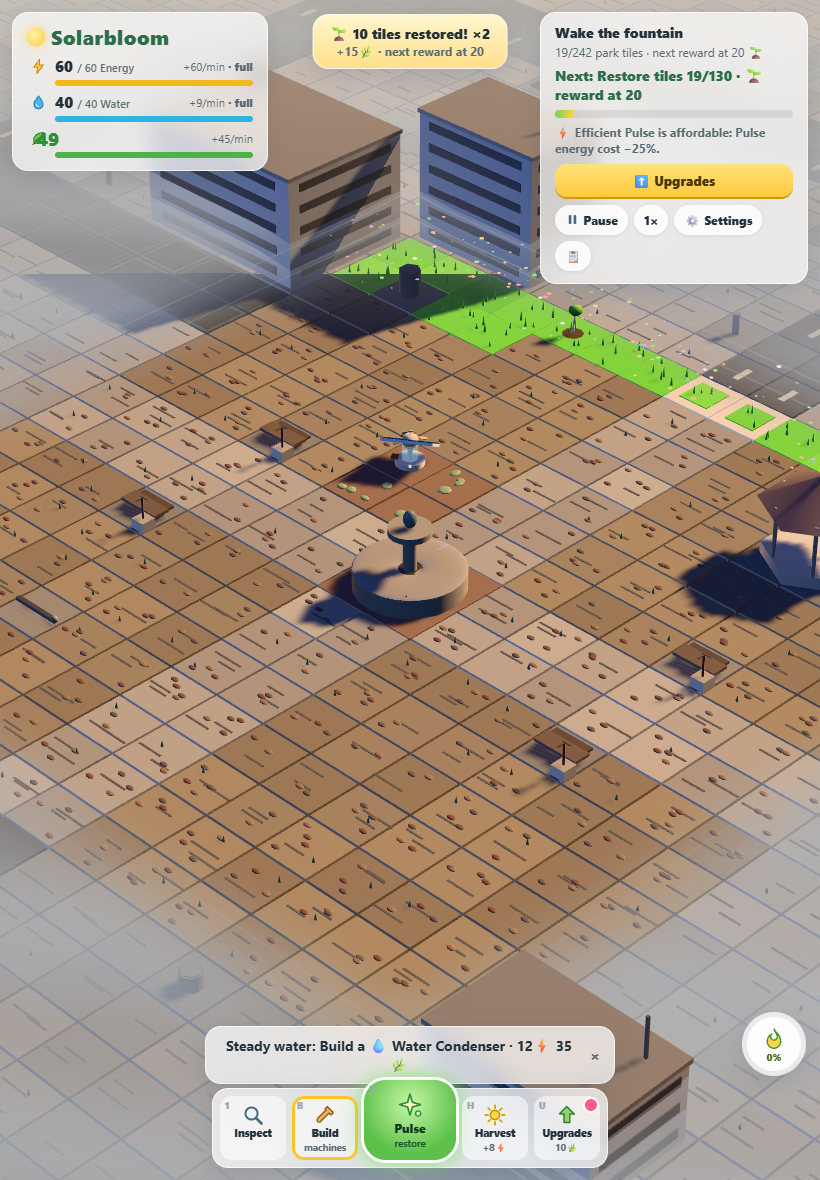 Solarbloom
60 / 60 Energy +60/min • full
40 / 40 Water +9/min • full
49 +45/min
10 tiles restored! ×2
+15 · next reward at 20
Wake the fountain
19/242 park tiles · next reward at 20
Next: Restore tiles 19/130 ·
reward at 20
Efficient Pulse is affordable: Pulse
energy cost −25%.
Upgrades
Pause 1× Settings
0%
Steady water: Build a Water Condenser · 12 35
×
1 Inspect
B Build
machines
Pulse
restore
H Harvest
+8
U Upgrades
10